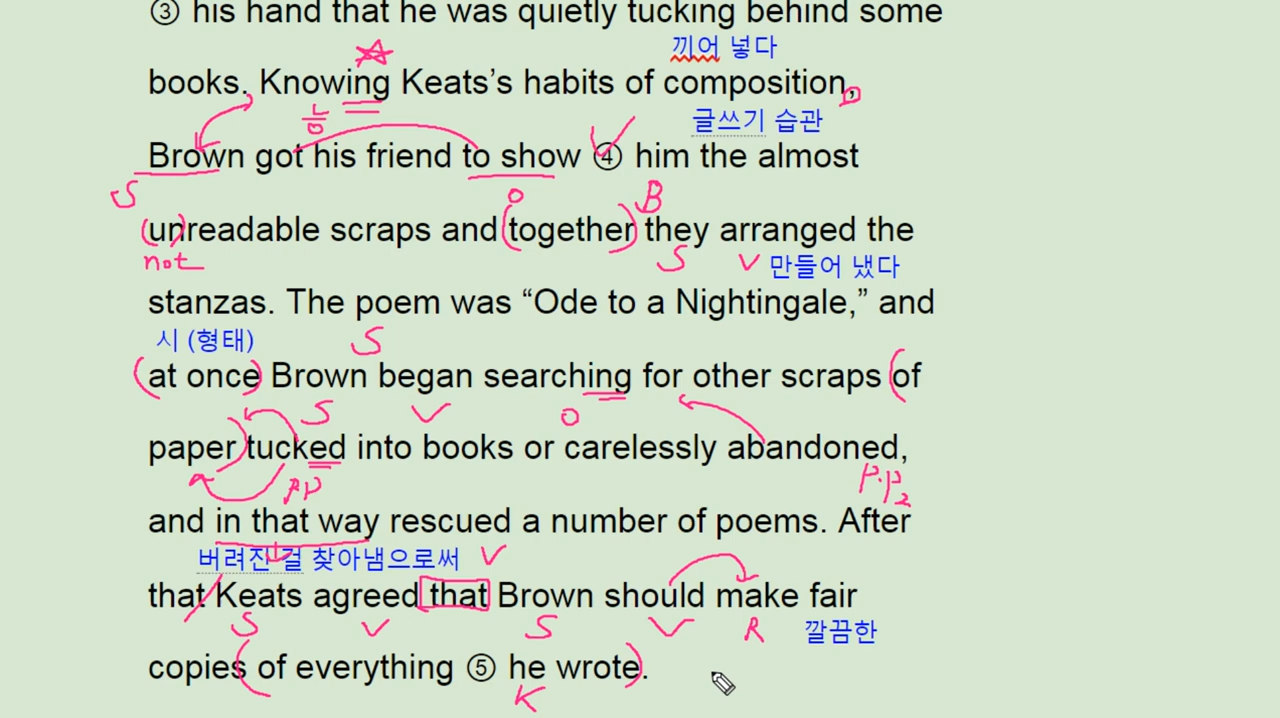 ③ his hand that he was quietly tucking behind some
끼어 넣다
books. Knowing Keats’s habits of composition,
능
글쓰기 습관
Brown got his friend to show ④ him the almost
S
O
B
unreadable scraps and together they arranged the
not
S
V
만들어 냈다
stanzas. The poem was “Ode to a Nightingale,” and
시 (형태)
S
at once Brown began searching for other scraps of
S
V
O
paper tucked into books or carelessly abandoned,
PP
P.P2
and in that way rescued a number of poems. After
버려진 걸 찾아냄으로써
V
that Keats agreed that Brown should make fair
S
V
S
V
R
깔끔한
copies of everything ⑤ he wrote.
K